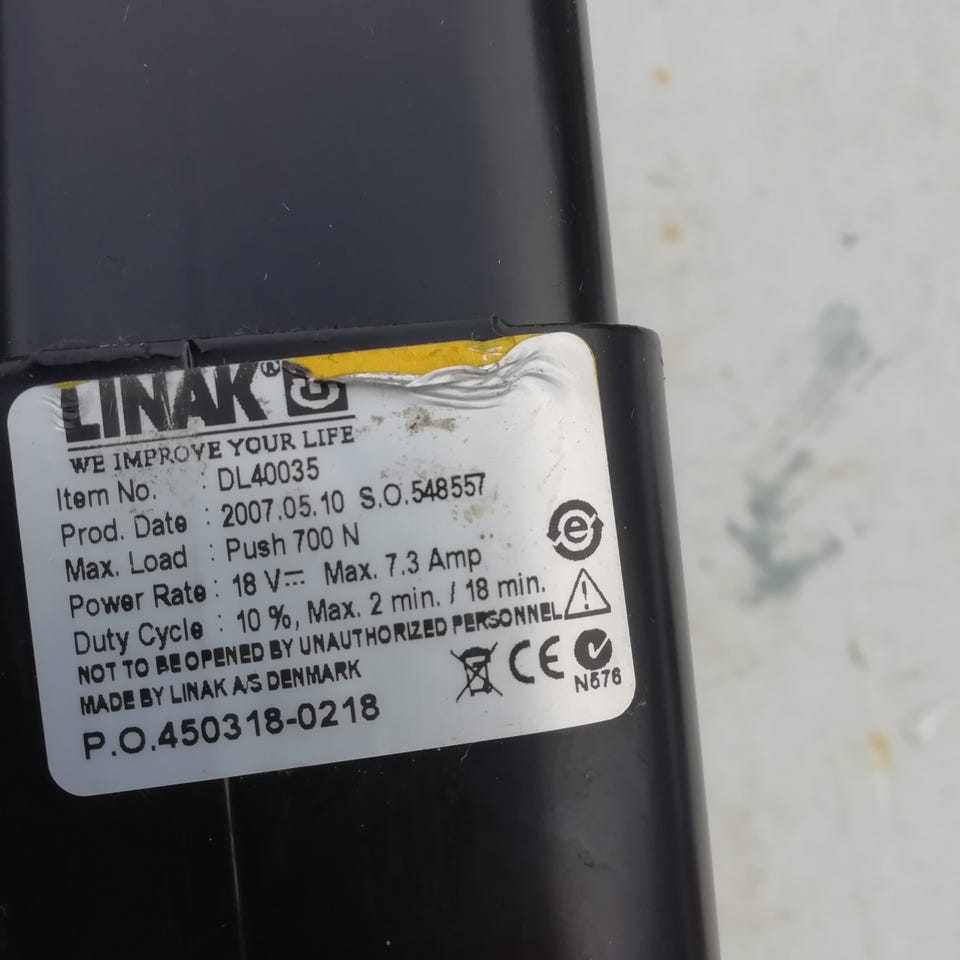 LINAK®
WE IMPROVE YOUR LIFE
Item No. : DL40035
Prod. Date : 2007.05.10 S.O.548557
Max. Load : Push 700 N
Power Rate : 18 V⎓ Max. 7.3 Amp
Duty Cycle : 10 %, Max. 2 min. / 18 min.
NOT TO BE OPENED BY UNAUTHORIZED PERSONNEL
MADE BY LINAK A/S DENMARK
P.O.450318-0218
e
CE
N576